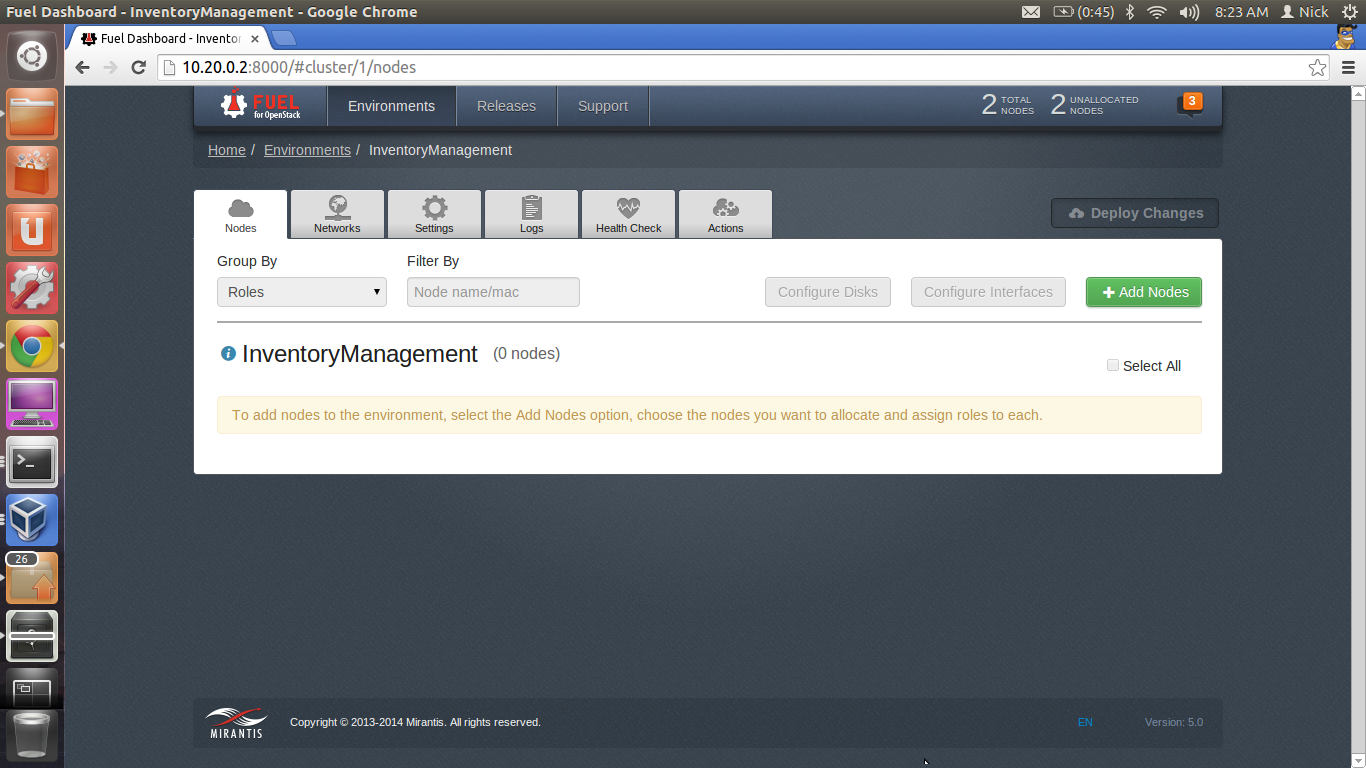 Fuel Dashboard - InventoryManagement - Google Chrome
(0:45) 8:23 AM Nick
Fuel Dashboard - Inventor
10.20.0.2:8000/#cluster/1/nodes
FUEL
for OpenStack
Environments
Releases
Support
2 TOTAL NODES
2 UNALLOCATED NODES
3
Home / Environments / InventoryManagement
Nodes
Networks
Settings
Logs
Health Check
Actions
Deploy Changes
Group By
Filter By
Roles
Node name/mac
Configure Disks
Configure Interfaces
Add Nodes
InventoryManagement (0 nodes)
Select All
To add nodes to the environment, select the Add Nodes option, choose the nodes you want to allocate and assign roles to each.
26
MIRANTIS
Copyright © 2013-2014 Mirantis. All rights reserved.
EN
Version: 5.0